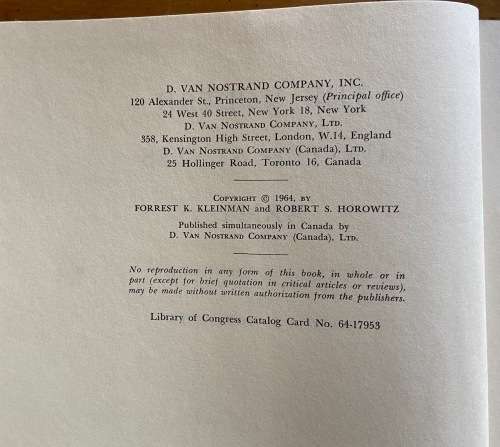 D. VAN NOSTRAND COMPANY, INC.
120 Alexander St., Princeton, New Jersey (Principal office)
24 West 40 Street, New York 18, New York
D. VAN NOSTRAND COMPANY, LTD.
358, Kensington High Street, London, W.14, England
D. VAN NOSTRAND COMPANY (Canada), LTD.
25 Hollinger Road, Toronto 16, Canada
COPYRIGHT © 1964, BY
FORREST K. KLEINMAN and ROBERT S. HOROWITZ
Published simultaneously in Canada by
D. VAN NOSTRAND COMPANY (Canada), LTD.
No reproduction in any form of this book, in whole or in
part (except for brief quotation in critical articles or reviews),
may be made without written authorization from the publishers.
Library of Congress Catalog Card No. 64-17953